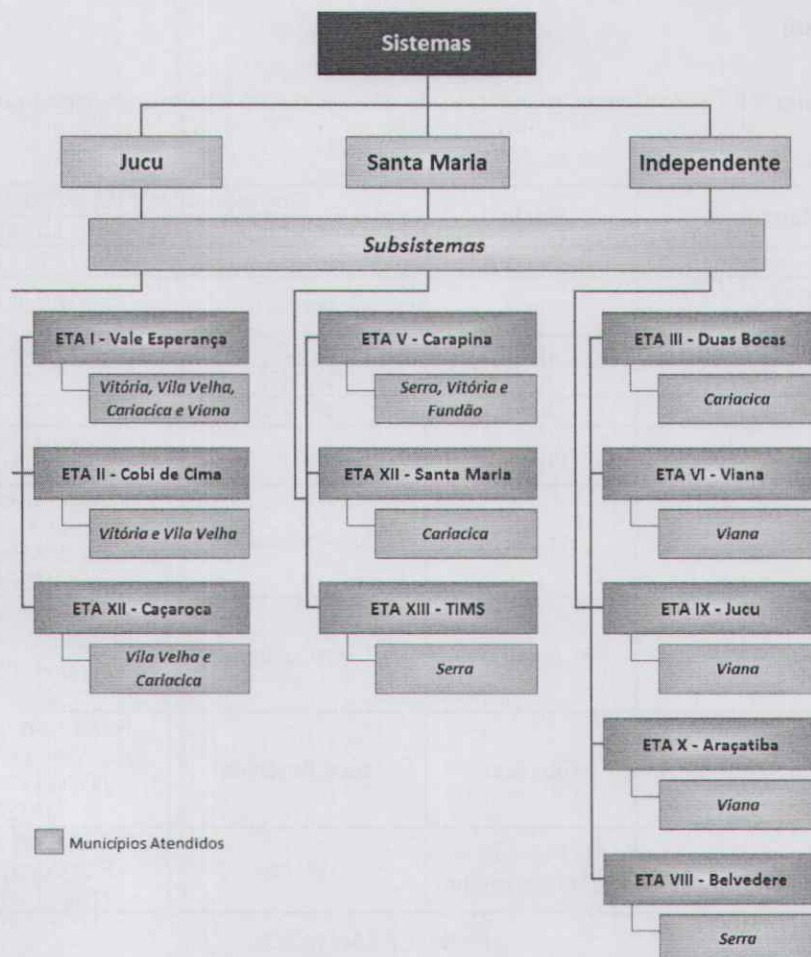 Sistemas
Jucu
Santa Maria
Independente
Subsistemas
ETA I - Vale Esperança
Vitória, Vila Velha,
Cariacica e Viana
ETA II - Cobi de Cima
Vitória e Vila Velha
ETA XII - Caçaroca
Vila Velha e
Cariacica
ETA V - Carapina
Serra, Vitória e
Fundão
ETA XII - Santa Maria
Cariacica
ETA XIII - TIMS
Serra
ETA III - Duas Bocas
Cariacica
ETA VI - Viana
Viana
ETA IX - Jucu
Viana
ETA X - Araçatiba
Viana
ETA VIII - Belvedere
Serra
Municípios Atendidos